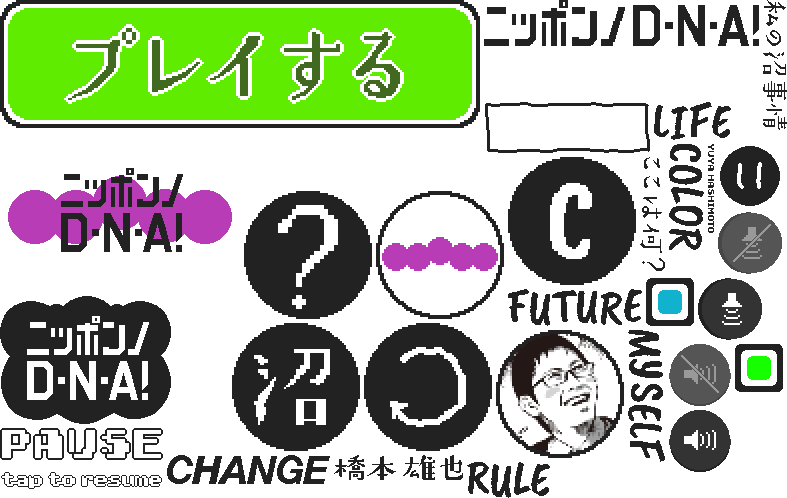 プレイする
ニッポンノD·N·A!
私の沼事情
LIFE
COLOR
YUYA HASHIMOTO
ここは何?
ニッポンノ
D·N·A!
?
C
FUTURE
ニッポンノ
D·N·A!
沼
MYSELF
PAUSE
tap to resume
CHANGE
橋本 雄也
RULE